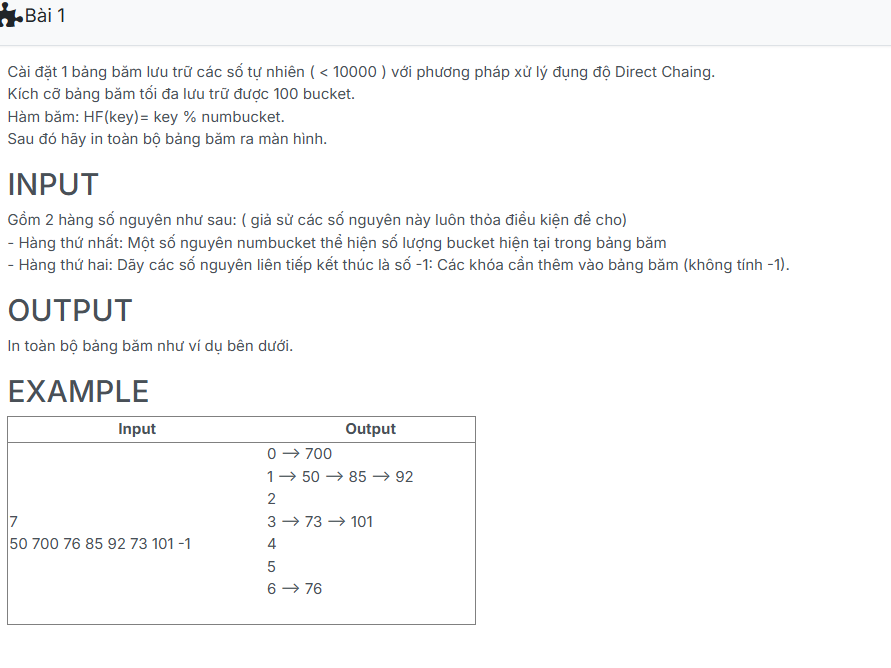 Bài 1
Cài đặt 1 bảng băm lưu trữ các số tự nhiên ( < 10000 ) với phương pháp xử lý đụng độ Direct Chaing.
Kích cỡ bảng băm tối đa lưu trữ được 100 bucket.
Hàm băm: HF(key)= key % numbucket.
Sau đó hãy in toàn bộ bảng băm ra màn hình.
INPUT
Gồm 2 hàng số nguyên như sau: ( giả sử các số nguyên này luôn thỏa điều kiện đề cho)
- Hàng thứ nhất: Một số nguyên numbucket thể hiện số lượng bucket hiện tại trong bảng băm
- Hàng thứ hai: Dãy các số nguyên liên tiếp kết thúc là số -1: Các khóa cần thêm vào bảng băm (không tính -1).
OUTPUT
In toàn bộ bảng băm như ví dụ bên dưới.
EXAMPLE
Input Output
7
50 700 76 85 92 73 101 -1
0 --> 700
1 --> 50 --> 85 --> 92
2
3 --> 73 --> 101
4
5
6 --> 76